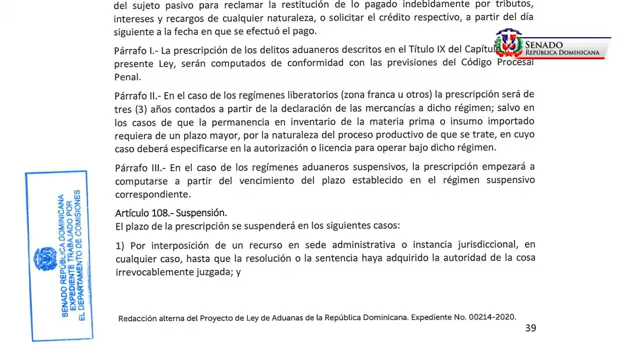 del sujeto pasivo para reclamar la restitución de lo pagado indebidamente por tributos,
intereses y recargos de cualquier naturaleza, o solicitar el crédito respectivo, a partir del día
siguiente a la fecha en que se efectuó el pago.
Párrafo I.- La prescripción de los delitos aduaneros descritos en el Título IX del Capítulo
presente Ley, serán computados de conformidad con las previsiones del Código Procesal
Penal.
Párrafo II.- En el caso de los regímenes liberatorios (zona franca u otros) la prescripción será de
tres (3) años contados a partir de la declaración de las mercancías a dicho régimen; salvo en
los casos de que la permanencia en inventario de la materia prima o insumo importado
requiera de un plazo mayor, por la naturaleza del proceso productivo de que se trate, en cuyo
caso deberá especificarse en la autorización o licencia para operar bajo dicho régimen.
Párrafo III.- En el caso de los regímenes aduaneros suspensivos, la prescripción empezará a
computarse a partir del vencimiento del plazo establecido en el régimen suspensivo
correspondiente.
Artículo 108.- Suspensión.
El plazo de la prescripción se suspenderá en los siguientes casos:
1) Por interposición de un recurso en sede administrativa o instancia jurisdiccional, en
cualquier caso, hasta que la resolución o la sentencia haya adquirido la autoridad de la cosa
irrevocablemente juzgada; y
Redacción alterna del Proyecto de Ley de Aduanas de la República Dominicana. Expediente No. 00214-2020.
39
SENADO
REPÚBLICA DOMINICANA
SENADO REPUBLICA DOMINICANA
EXPEDIENTE TRABAJADO POR
EL DEPARTAMENTO DE COMISIONES